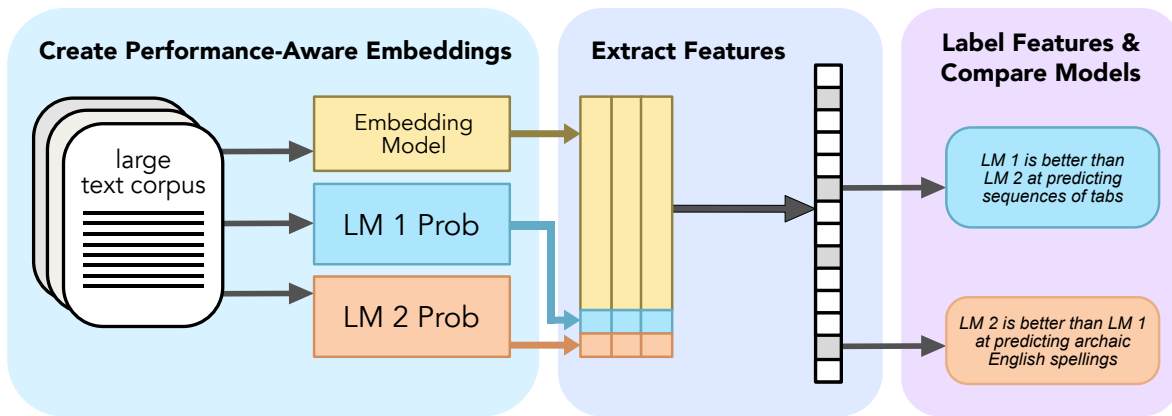 Create Performance-Aware Embeddings
large
text corpus
Embedding
Model
LM 1 Prob
LM 2 Prob
Extract Features
Label Features &
Compare Models
LM 1 is better than
LM 2 at predicting
sequences of tabs
LM 2 is better than LM 1
at predicting archaic
English spellings